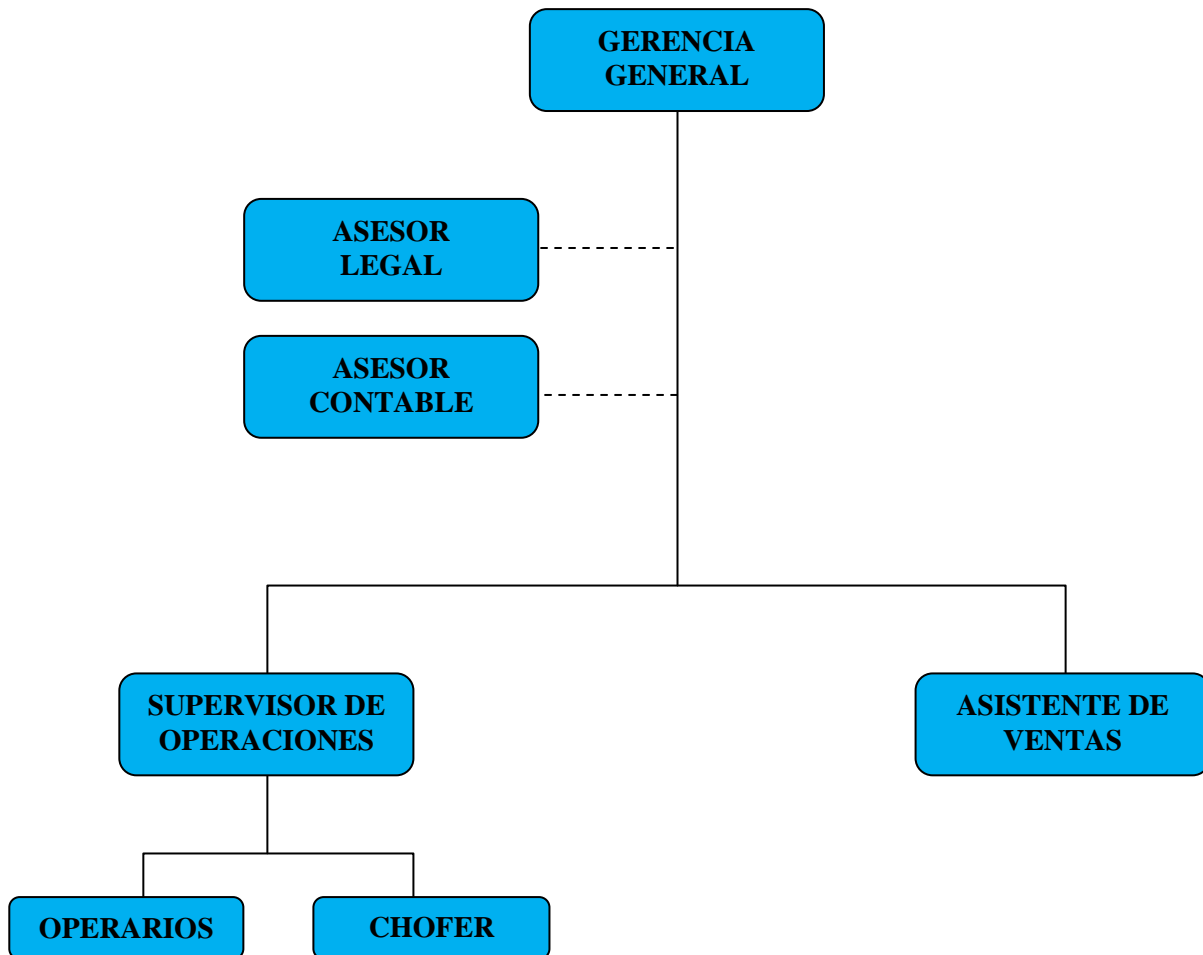 GERENCIA
GENERAL
ASESOR
LEGAL
ASESOR
CONTABLE
SUPERVISOR DE
OPERACIONES
ASISTENTE DE
VENTAS
OPERARIOS
CHOFER